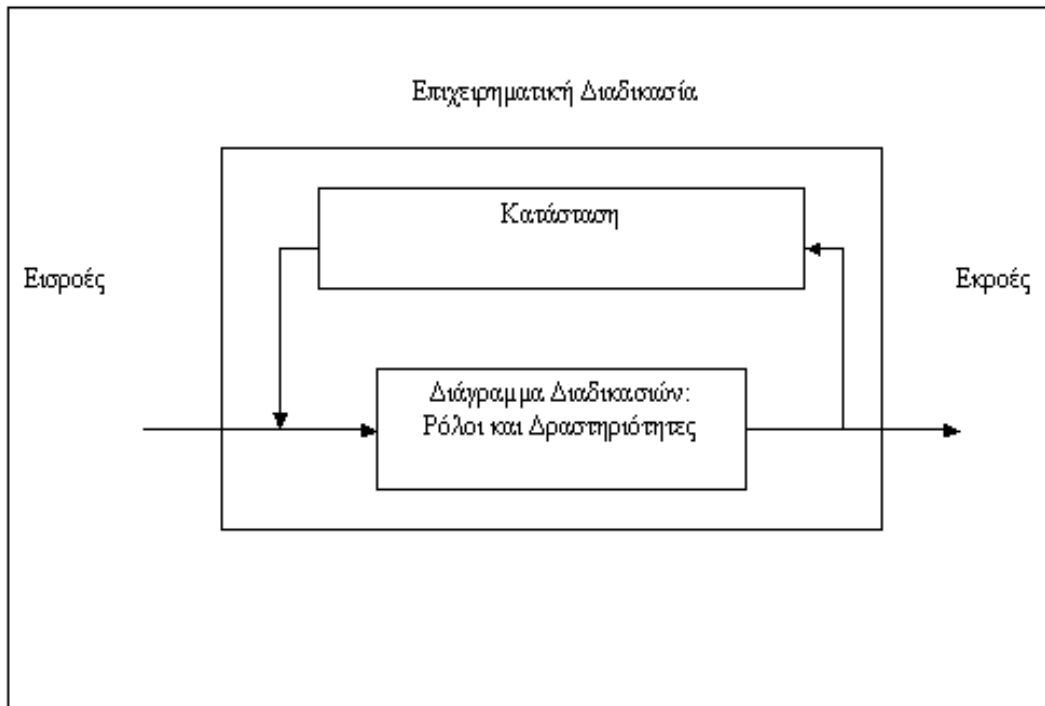 Επιχειρηματική Διαδικασία
Κατάσταση
Εισροές
Εκροές
Διάγραμμα Διαδικασιών:
Ρόλοι και Δραστηριότητες